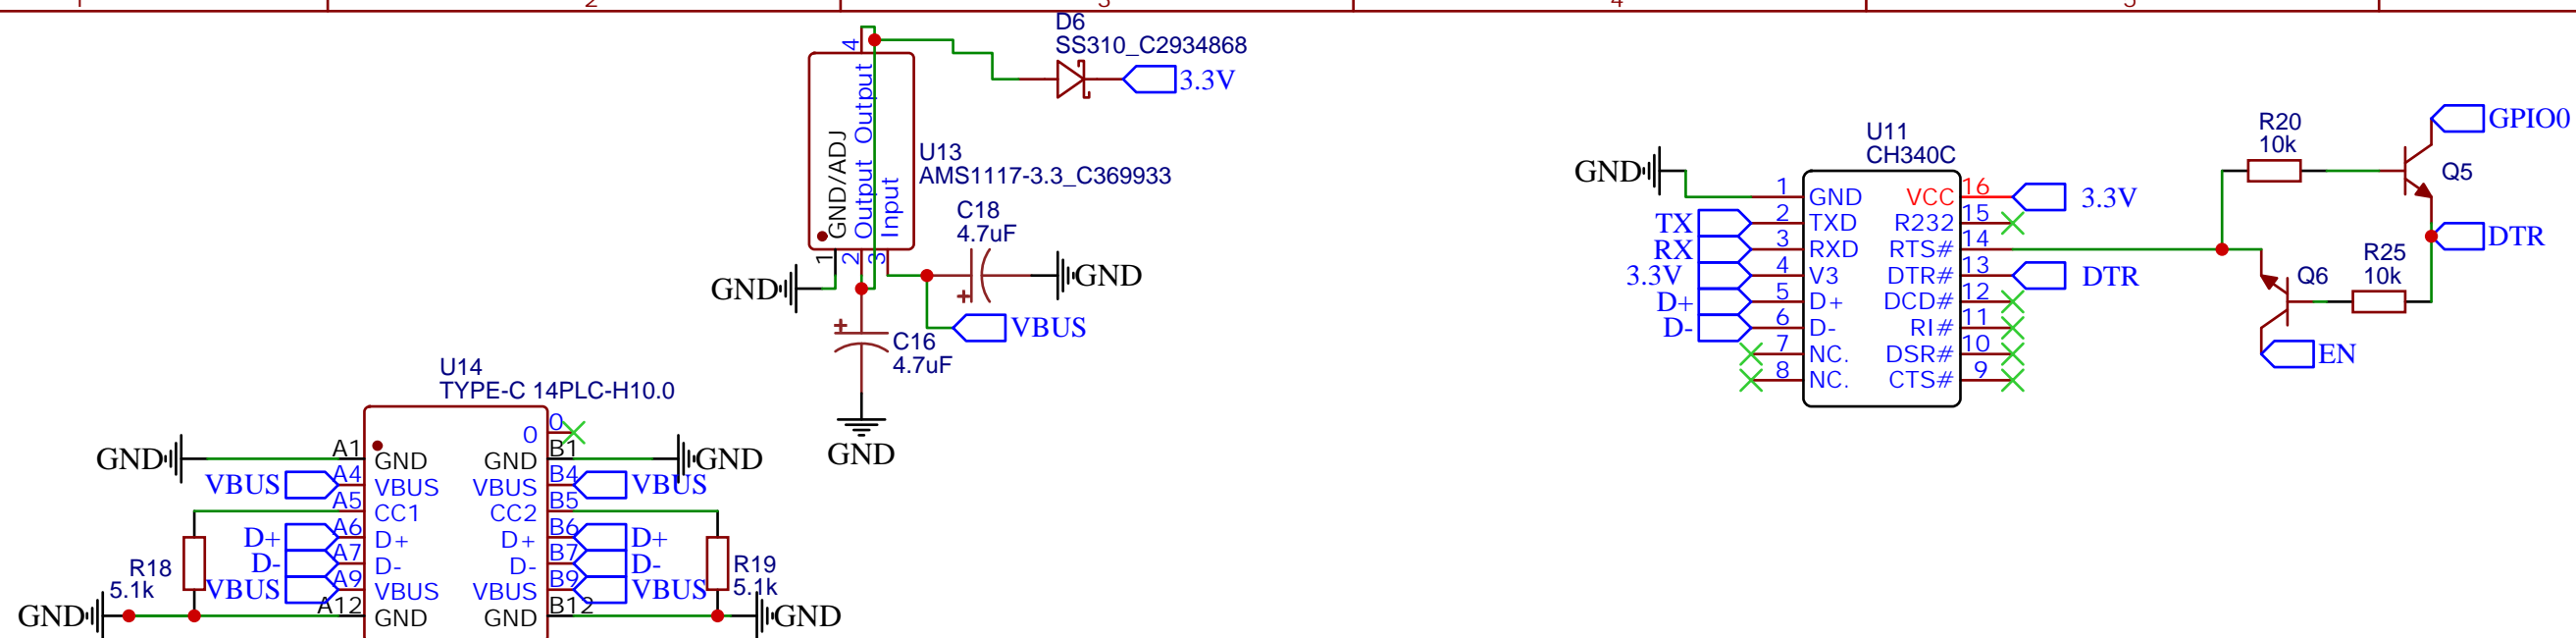 1
2
3
4
5
D6
SS310_C2934868
3.3V
4
GND/ADJ
Output
Output
Input
1
2
3
U13
AMS1117-3.3_C369933
C18
4.7uF
GND
GND
VBUS
C16
4.7uF
GND
U14
TYPE-C 14PLC-H10.0
0
0
GND
A1
GND
GND
B1
GND
VBUS
A4
VBUS
VBUS
B4
VBUS
A5
CC1
CC2
B5
D+
A6
D+
D+
B6
D+
D-
A7
D-
D-
B7
D-
R18
5.1k
VBUS
A9
VBUS
VBUS
B9
VBUS
R19
5.1k
GND
A12
GND
GND
B12
GND
U11
CH340C
GND
1
GND
VCC
16
3.3V
TX
2
TXD
R232
15
RX
3
RXD
RTS#
14
3.3V
4
V3
DTR#
13
DTR
D+
5
D+
DCD#
12
D-
6
D-
RI#
11
7
NC.
DSR#
10
8
NC.
CTS#
9
R20
10k
GPIO0
Q5
DTR
R25
10k
Q6
EN